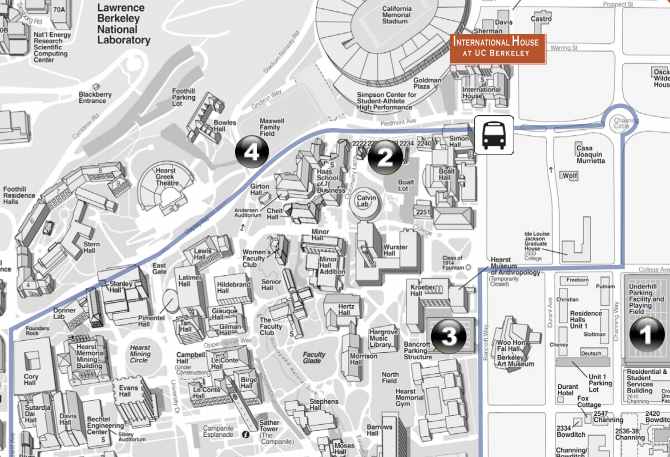 70A
70B
Nat'l Energy
Research
Scientific
Computing
Center
Lawrence
Berkeley
National
Laboratory
Blackberry
Entrance
Cyclotron Rd
Foothill
Parking
Lot
Bowles
Hall
Maxwell
Family
Field
Stadium Rimway Rd
Gridiron Way
California
Memorial
Stadium
Goldman
Plaza
Simpson Center for
Student-Athlete
High Performance
Davis
Sherman
Castro
INTERNATIONAL HOUSE
AT UC BERKELEY
International
House
S
Prospect St
Warring St
Piedmont Ave
Channing
Circle
4
2
2234
2240
Simon
Hall
Haas
School
of
Business
Boalt
Lot
Boalt
Hall
Calvin
Lab
2251
Casa
Joaquin
Murrietta
Wolf
Ida Louise
Jackson
Graduate
House
2333
College
Hearst
Greek
Theatre
Girton
Hall
Andersen
Auditorium
Cheit
Hall
Foothill
Residence
Halls
Stern
Hall
East
Gate
Lewis
Hall
Latimer
Hall
Women's
Faculty
Club
Minor
Hall
Minor
Hall
Addition
Wurster
Hall
Class of
1914
Fountain
Hearst
Museum of
Anthropology
(Temporarily
Closed)
College Ave
Stanley
Hall
Donner
Lab
Founders
Rock
Pimentel
Hall
Hildebrand
Hall
Senior
Hall
Giauque
Hall
Gilman
Hall
Tan
Hall
The
Faculty
Club
Hertz
Hall
Kroeber
Hall
3
Bancroft
Parking
Structure
Hargrove
Music
Library
Morrison
Hall
Bancroft Way
Woo Hon
Fai Hall
Berkeley
Art Museum
Durant Ave
Channing Way
Freeborn
Putnam
Christian
Residence
Halls
Unit 1
Slottman
Cheney
Deutsch
Unit 1
Parking
Lot
Underhill
Parking
Facility and
Playing
Field
1
Residential &
Student
Services
Building
2610
Channing
Durant
Hotel
Fox
Cottage
2547
Channing
2334
Bowditch
2536-38
Channing
2420
Bowditch
Channing/
Bowditch
Cory
Hall
Hearst
Memorial
Mining
Building
Hearst
Mining
Circle
Campbell
Hall
(Under
Construction)
LeConte
Hall
Le Conte
Hall
Birge
Hall
Faculty
Glade
North
Field
Hearst
Memorial
Gym
Sutardja
Dai
Hall
Davis
Hall
Bechtel
Engineering
Center
Evans
Hall
Sibley
Auditorium
S
University Dr
Campanile
Esplanade
Sather
Tower
(The
Campanile)
Stephens
Hall
Moses
Hall
Barrows
Hall